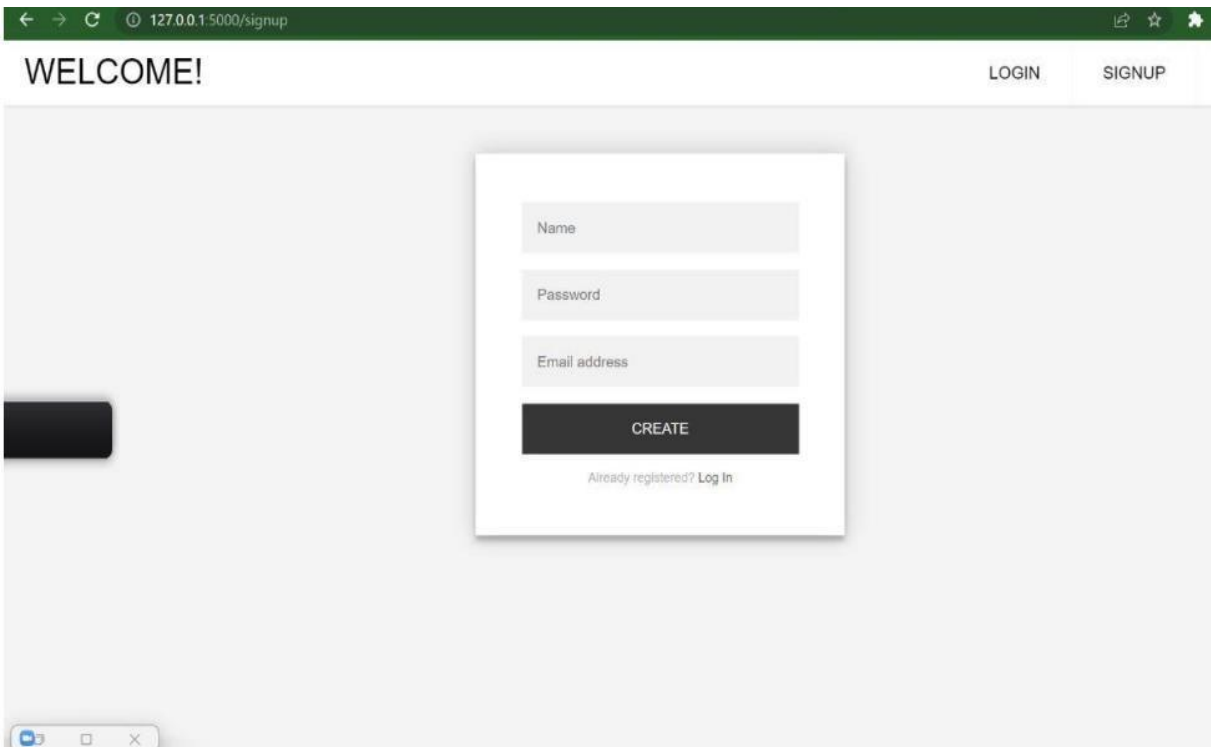 127.0.0.1:5000/signup
WELCOME!
LOGIN
SIGNUP
Name
Password
Email address
CREATE
Already registered? Log In